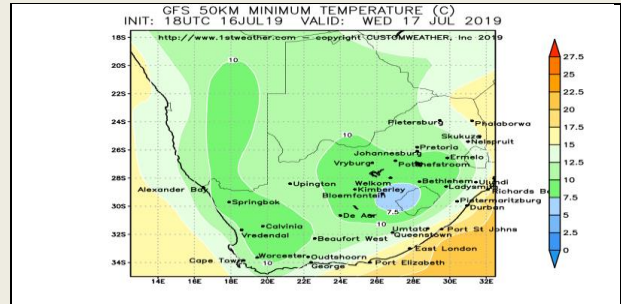 GFS 50KM MINIMUM TEMPERATURE (C)
INIT: 18UTC 16JUL19 VALID: WED 17 JUL 2019
http://www.1stweather.com copyright CUSTOMWEATHER, Inc 2019
18S
20S
22S
24S
26S
28S
30S
32S
34S
14E 16E 18E 20E 22E 24E 26E 28E 30E 32E
10
Pietersburg
Phalaborwa
Skukuza
Nelspruit
10
Pretoria
Johannesburg
Ermelo
Vryburg
Potchefstroom
Welkom
Bethlehem
Ulundi
Alexander Bay
Upington
Kimberley
Ladysmith
Richards B
Bloemfontein
Springbok
7.5
Pietermaritzburg
De Aar
Durban
10
Calvinia
Umtata
Port St Johns
Vredendal
Beaufort West
Queenstown
East London
Cape Town
Worcester
Oudtshoorn
10
George
Port Elizabeth
27.5
25
22.5
20
17.5
15
12.5
10
7.5
5
2.5
0